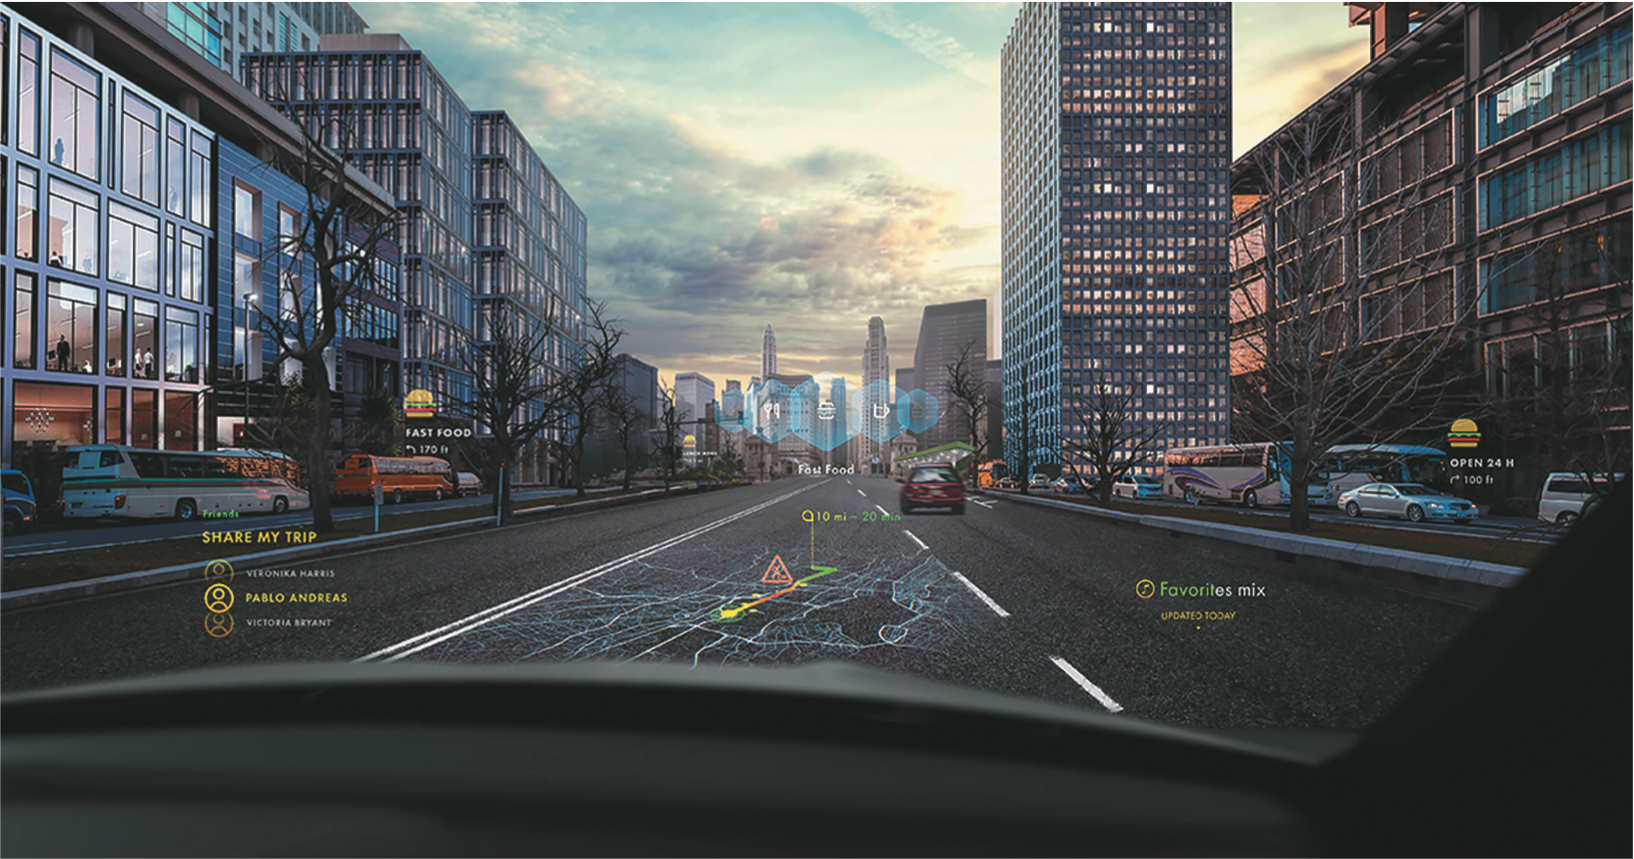 FAST FOOD
170 ft
Fast Food
OPEN 24 H
100 ft
10 mi – 20 min
Friends
SHARE MY TRIP
VERONIKA HARRIS
PABLO ANDREAS
VICTORIA BRYANT
Favorites mix
UPDATED TODAY